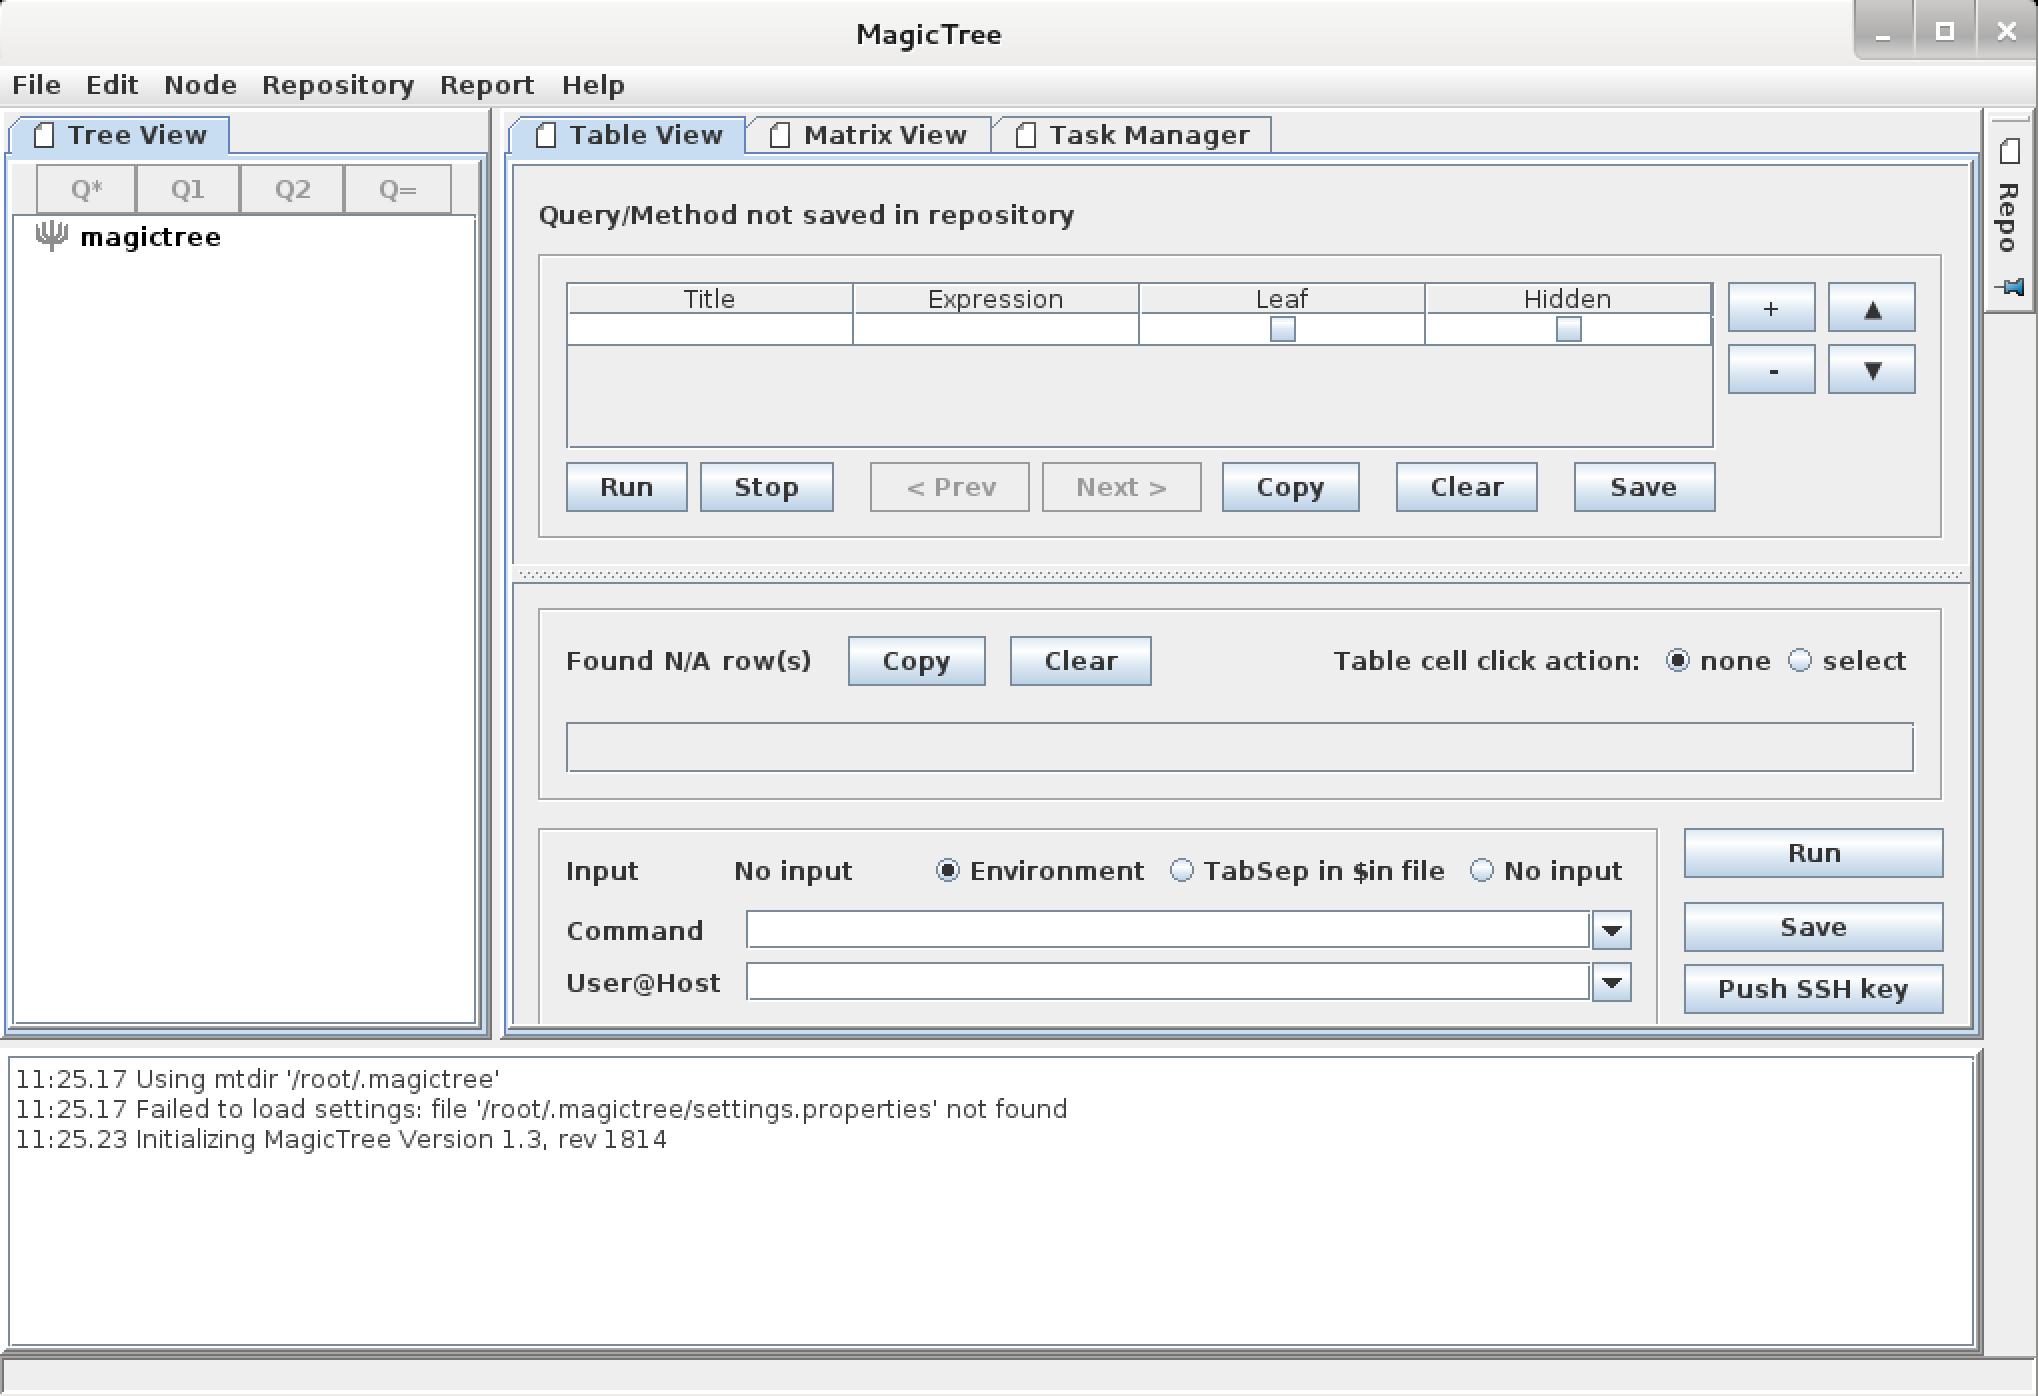 MagicTree
File Edit Node Repository Report Help
Tree View
Q* Q1 Q2 Q=
magictree
Table View Matrix View Task Manager
Repo
Query/Method not saved in repository
Title Expression Leaf Hidden
+ ▲
- ▼
Run Stop < Prev Next > Copy Clear Save
Found N/A row(s) Copy Clear Table cell click action: none select
Input No input Environment TabSep in $in file No input
Command
User@Host
Run
Save
Push SSH key
11:25.17 Using mtdir '/root/.magictree'
11:25.17 Failed to load settings: file '/root/.magictree/settings.properties' not found
11:25.23 Initializing MagicTree Version 1.3, rev 1814